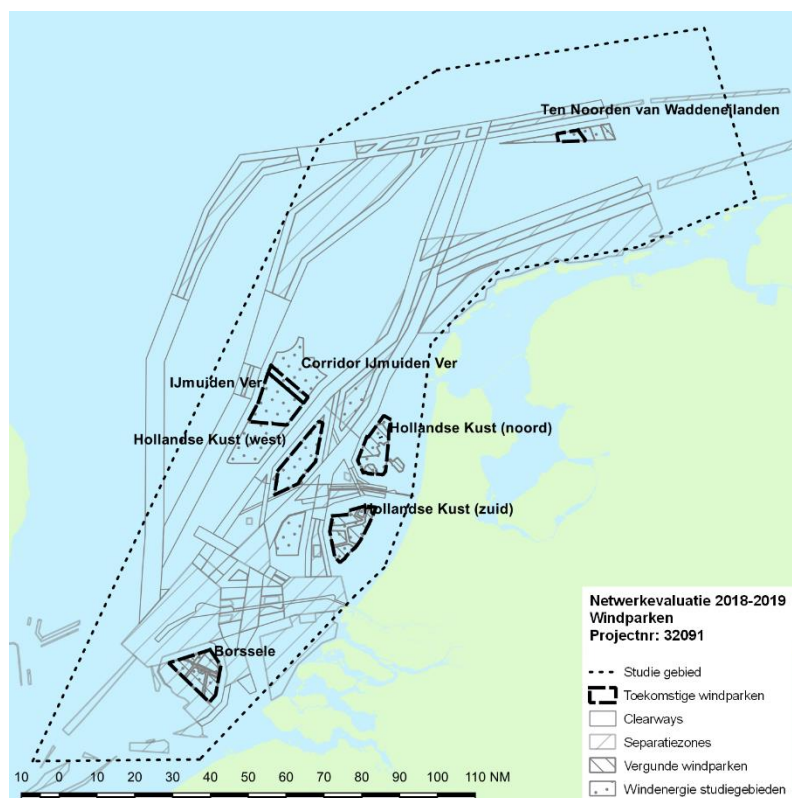 Ten Noorden van Waddeneilanden
Corridor IJmuiden Ver
IJmuiden Ver
Hollandse Kust (noord)
Hollandse Kust (west)
Hollandse Kust (zuid)
Borssele
Netwerkevaluatie 2018-2019
Windparken
Projectnr: 32091
Studie gebied
Toekomstige windparken
Clearways
Separatiezones
Vergunde windparken
Windenergie studiegebieden
10 0 10 20 30 40 50 60 70 80 90 100 110 NM